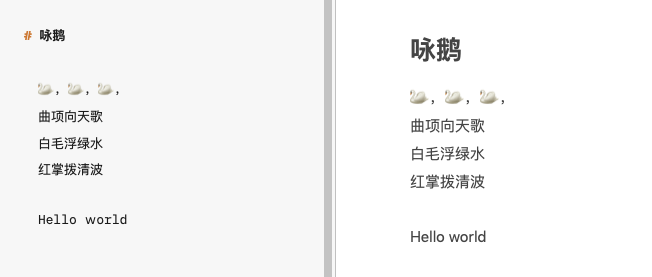 # 咏鹅
🦢，🦢，🦢，
曲项向天歌
白毛浮绿水
红掌拨清波
Hello world
咏鹅
🦢，🦢，🦢，
曲项向天歌
白毛浮绿水
红掌拨清波
Hello world